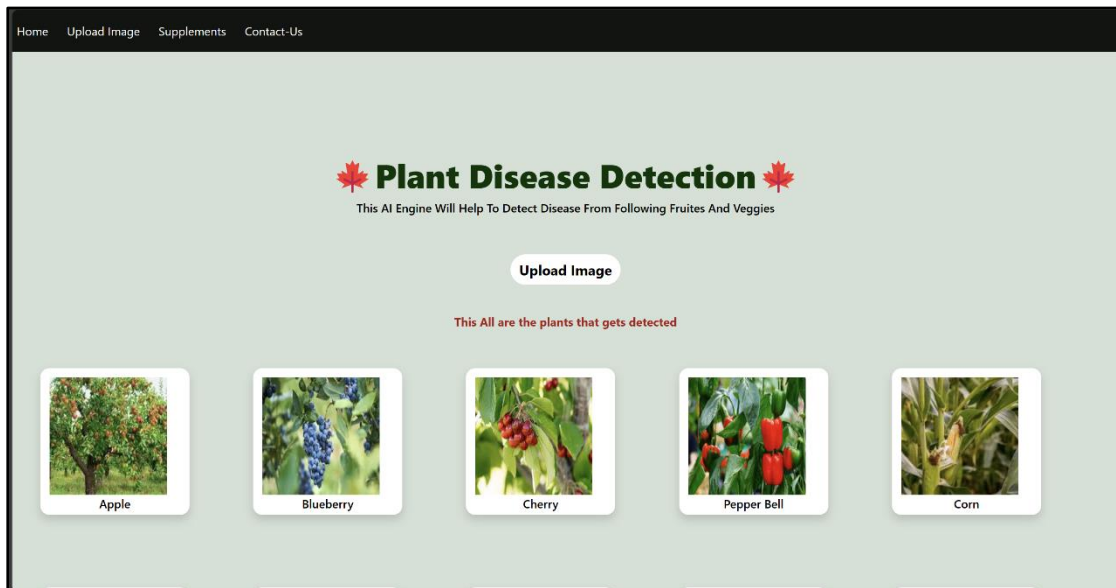 Home Upload Image Supplements Contact-Us
Plant Disease Detection
This AI Engine Will Help To Detect Disease From Following Fruites And Veggies
Upload Image
This All are the plants that gets detected
Apple Blueberry Cherry Pepper Bell Corn